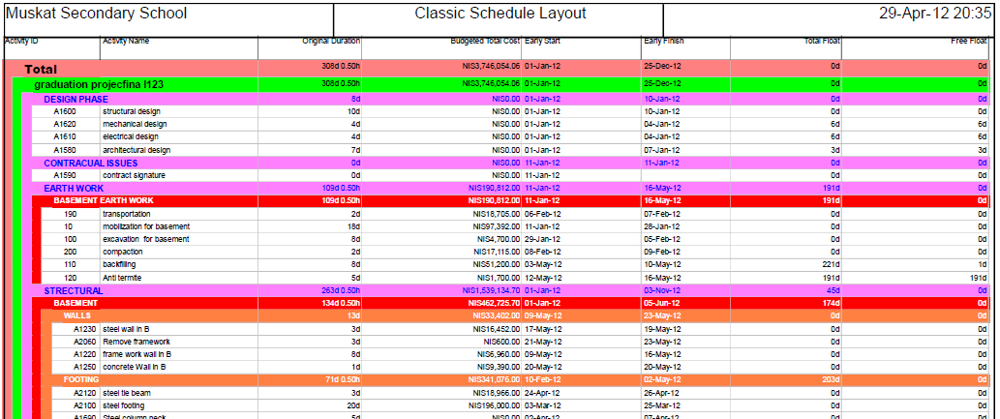 Muskat Secondary School Classic Schedule Layout 29-Apr-12 20:35
Activity ID Activity Name Original Duration Budgeted Total Cost Early Start Early Finish Total Float Free Float
Total 308d 0.50h NIS3,746,054.06 01-Jan-12 25-Dec-12 0d 0d
graduation projecfina l123 308d 0.50h NIS3,746,054.06 01-Jan-12 25-Dec-12 0d 0d
DESIGN PHASE 8d NIS0.00 01-Jan-12 10-Jan-12 0d 0d
A1600 structural design 10d NIS0.00 01-Jan-12 10-Jan-12 0d 0d
A1620 mechanical design 4d NIS0.00 01-Jan-12 04-Jan-12 6d 6d
A1610 electrical design 4d NIS0.00 01-Jan-12 04-Jan-12 6d 6d
A1580 architectural design 7d NIS0.00 01-Jan-12 07-Jan-12 3d 3d
CONTRACUAL ISSUES 0d NIS0.00 11-Jan-12 11-Jan-12 0d 0d
A1590 contract signature 0d NIS0.00 11-Jan-12 0d 0d
EARTH WORK 109d 0.50h NIS190,812.00 11-Jan-12 16-May-12 191d 0d
BASEMENT EARTH WORK 109d 0.50h NIS190,812.00 11-Jan-12 16-May-12 191d 0d
190 transportation 2d NIS18,705.00 06-Feb-12 07-Feb-12 0d 0d
10 mobilization for basement 18d NIS97,392.00 11-Jan-12 28-Jan-12 0d 0d
100 excavation for basement 8d NIS4,700.00 29-Jan-12 05-Feb-12 0d 0d
200 compaction 2d NIS17,115.00 08-Feb-12 09-Feb-12 0d 0d
110 backfiling 8d NIS51,200.00 03-May-12 10-May-12 221d 1d
120 Anti termite 5d NIS1,700.00 12-May-12 16-May-12 191d 191d
STRECTURAL 263d 0.50h NIS1,539,134.70 01-Jan-12 03-Nov-12 45d 0d
BASEMENT 134d 0.50h NIS462,725.70 01-Jan-12 05-Jun-12 174d 0d
WALLS 13d NIS33,402.00 09-May-12 23-May-12 0d 0d
A1230 steel wall in B 3d NIS16,452.00 17-May-12 19-May-12 0d 0d
A2060 Remove framework 3d NIS600.00 21-May-12 23-May-12 0d 0d
A1220 frame work wall in B 8d NIS6,960.00 09-May-12 16-May-12 0d 0d
A1250 concrete Wall in B 1d NIS9,390.00 20-May-12 20-May-12 0d 0d
FOOTING 71d 0.50h NIS341,076.00 10-Feb-12 02-May-12 203d 0d
A2120 steel tie beam 3d NIS18,966.00 24-Apr-12 26-Apr-12 0d 0d
A2100 steel footing 20d NIS196,000.00 03-Mar-12 25-Mar-12 0d 0d
A1690 Steel column neck 5d NIS0.00 02-Apr-12 07-Apr-12 0d 0d